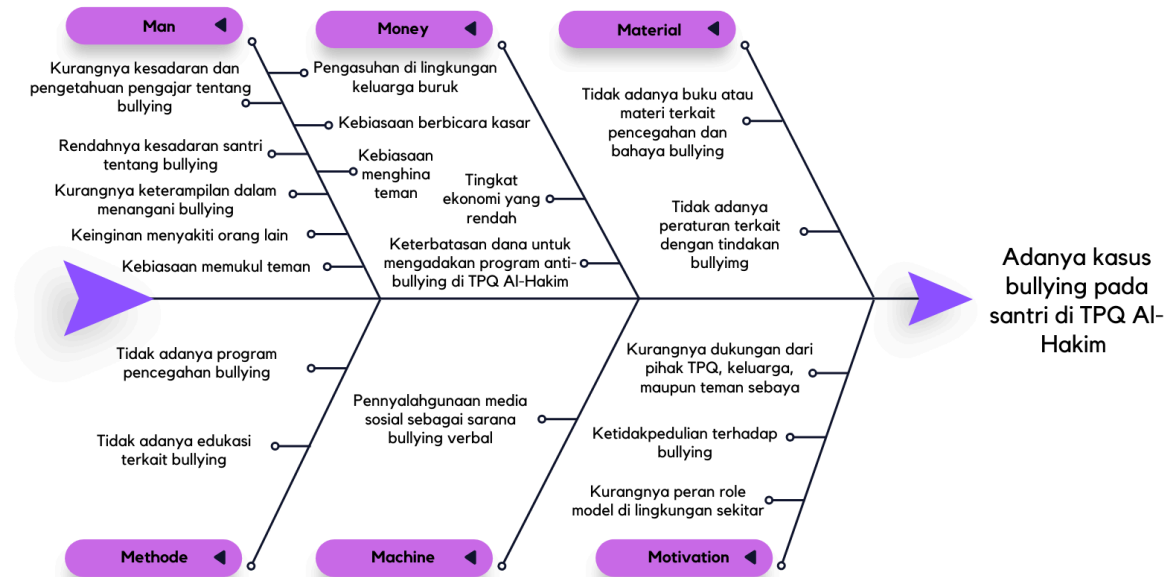 Man
Kurangnya kesadaran dan
pengetahuan pengajar tentang
bullying
Rendahnya kesadaran santri
tentang bullying
Kurangnya keterampilan dalam
menangani bullying
Keinginan menyakiti orang lain
Kebiasaan memukul teman
Pengasuhan di lingkungan
keluarga buruk
Kebiasaan berbicara kasar
Kebiasaan
menghina
teman
Money
Tingkat
ekonomi yang
rendah
Keterbatasan dana untuk
mengadakan program anti-
bullying di TPQ Al-Hakim
Material
Tidak adanya buku atau
materi terkait
pencegahan dan
bahaya bullying
Tidak adanya
peraturan terkait
dengan tindakan
bullyimg
Adanya kasus
bullying pada
santri di TPQ Al-
Hakim
Tidak adanya program
pencegahan bullying
Tidak adanya edukasi
terkait bullying
Methode
Pennyalahgunaan media
sosial sebagai sarana
bullying verbal
Machine
Kurangnya dukungan dari
pihak TPQ, keluarga,
maupun teman sebaya
Ketidakpedulian terhadap
bullying
Kurangnya peran role
model di lingkungan sekitar
Motivation